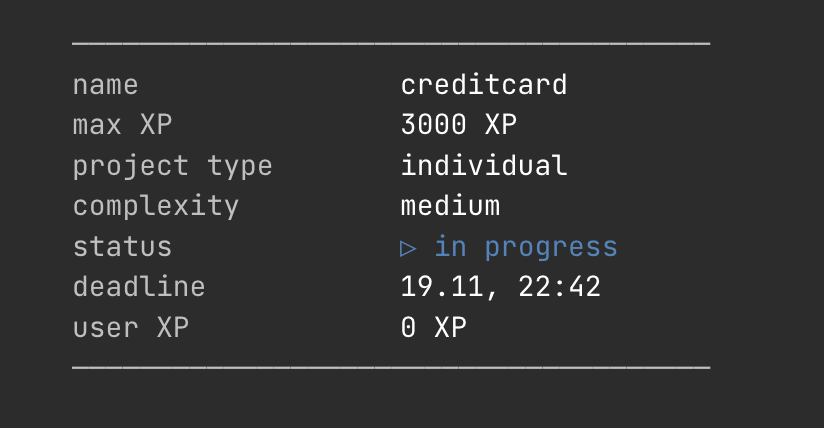 name creditcard
max XP 3000 XP
project type individual
complexity medium
status ▷ in progress
deadline 19.11, 22:42
user XP 0 XP